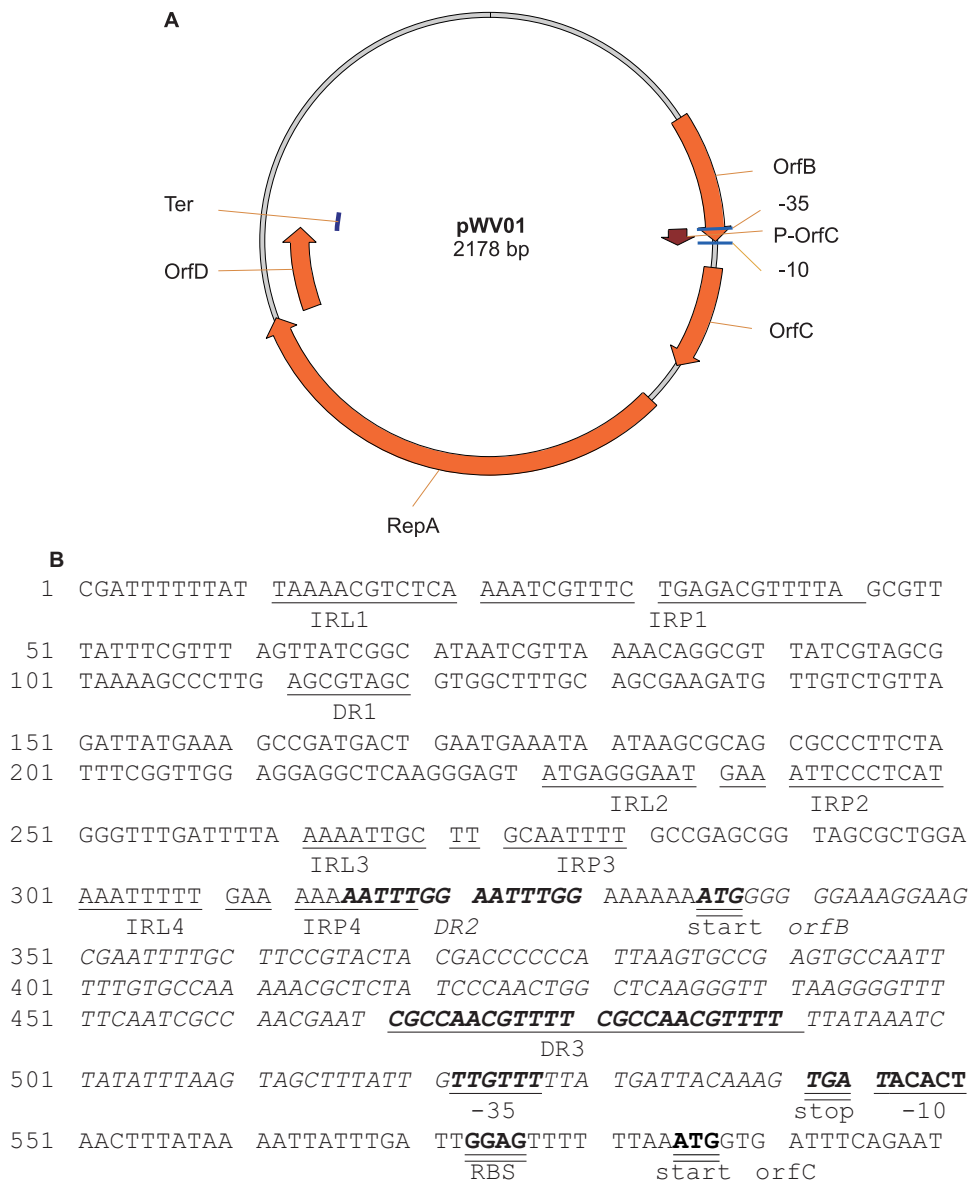 A
OrfB
-35
Ter
pWV01
P-OrfC
2178 bp
OrfD
-10
OrfC
RepA
B
1 CGATTTTTTAT TAAAACGTCTCA AAATCGTTTC TGAGACGTTTTA GCGTT
IRL1 IRP1
51 TATTTCGTTT AGTTATCGGC ATAATCGTTA AAACAGGCGT TATCGTAGCG
101 TAAAAGCCCTTG AGCGTAGC GTGGCTTTGC AGCGAAGATG TTGTCTGTTA
DR1
151 GATTATGAAA GCCGATGACT GAATGAAATA ATAAGCGCAG CGCCCTTCTA
201 TTTCGGTTGG AGGAGGCTCAAGGGAGT ATGAGGGAAT GAA ATTCCCTCAT
IRL2 IRP2
251 GGGTTTGATTTTA AAAATTGC TT GCAATTTT GCCGAGCGG TAGCGCTGGA
IRL3 IRP3
301 AAATTTTT GAA AAAAATTTGG AATTTGG AAAAAAATGGGG GGAAAGGAAG
IRL4 IRP4 DR2 start orfB
351 CGAATTTTGC TTCCGTACTA CGACCCCCCA TTAAGTGCCG AGTGCCAATT
401 TTTGTGCCAA AAACGCTCTA TCCCAACTGG CTCAAGGGTT TAAGGGGTTT
451 TTCAATCGCC AACGAAT CGCCAACGTTTT CGCCAACGTTTT TTATAAATC
DR3
501 TATATTTAAG TAGCTTTATT GTTGTTTTTA TGATTACAAAG TGA TACACT
-35 stop -10
551 AACTTTATAA AATTATTTGA TTGGAGTTTT TTAAATGGTG ATTTCAGAAT
RBS start orfC